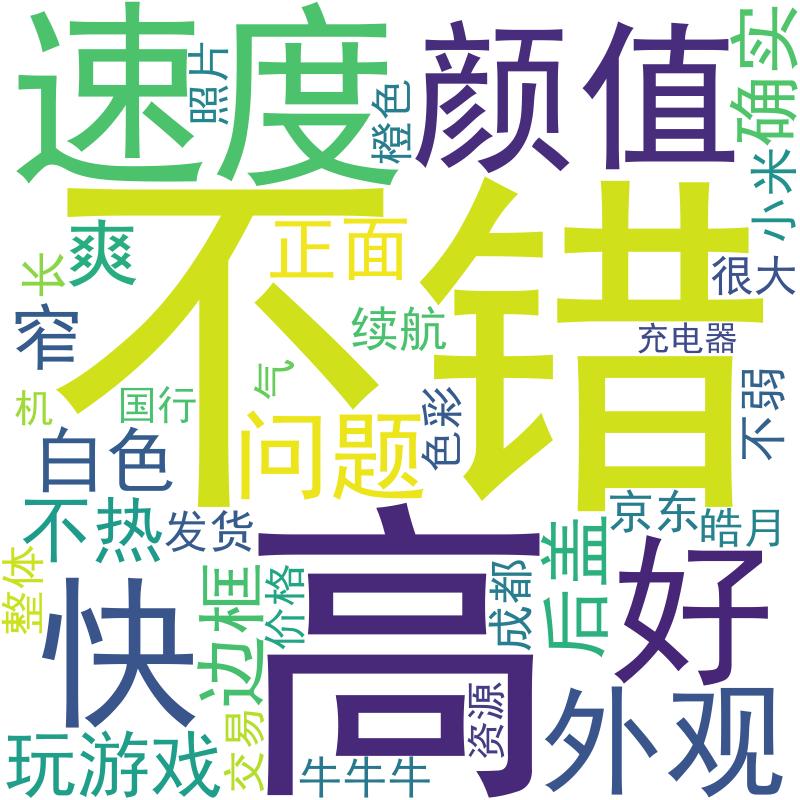 速度
照片
橙色
颜值
确实
不错
小米
爽
正面
长
很大
窄
续航
充电器
气
机
国行
色彩
不弱
问题
白色
不热
发货
京东
皓月
高
后盖
好
整体
快
边框
价格
成都
外观
资源
交易
玩游戏
牛牛牛